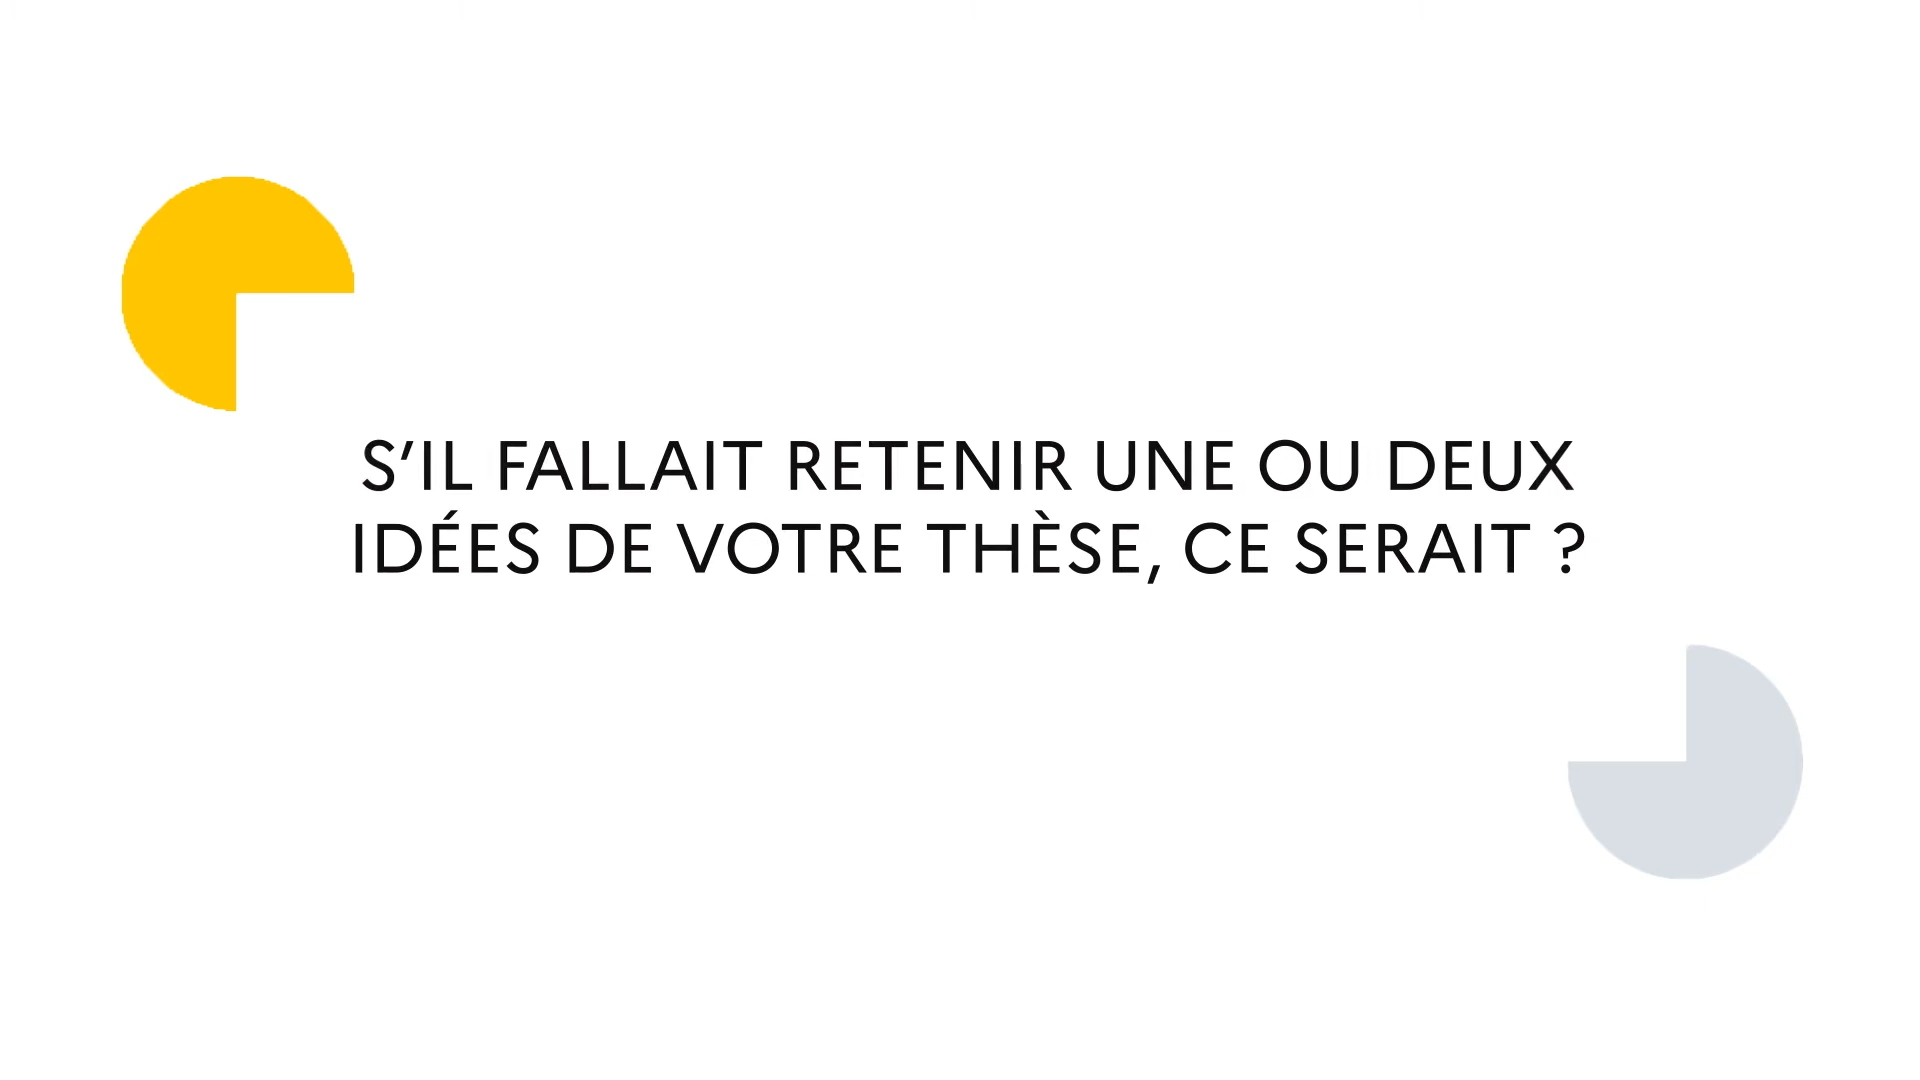 S’IL FALLAIT RETENIR UNE OU DEUX
IDÉES DE VOTRE THÈSE, CE SERAIT ?